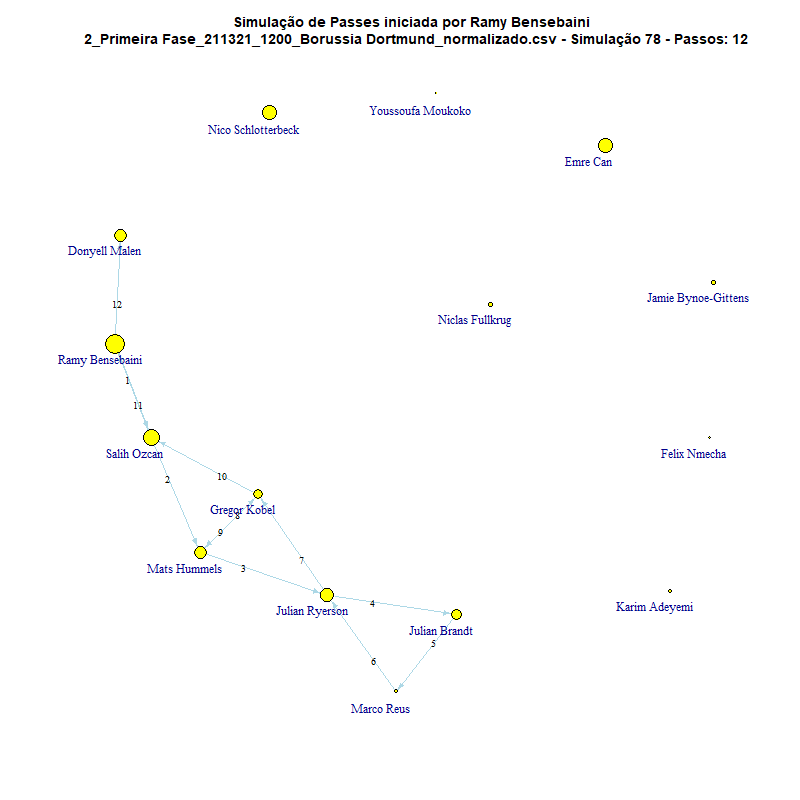 Simulação de Passes iniciada por Ramy Bensebaini
2_Primeira Fase_211321_1200_Borussia Dortmund_normalizado.csv - Simulação 78 - Passos: 12
Youssoufa Moukoko
Nico Schlotterbeck
Emre Can
Donyell Malen
Jamie Bynoe-Gittens
12
Niclas Fullkrug
Ramy Bensebaini
1
11
Salih Ozcan
Felix Nmecha
10
2
Gregor Kobel
8
9
7
Mats Hummels
3
4
Julian Ryerson
Karim Adeyemi
Julian Brandt
5
6
Marco Reus